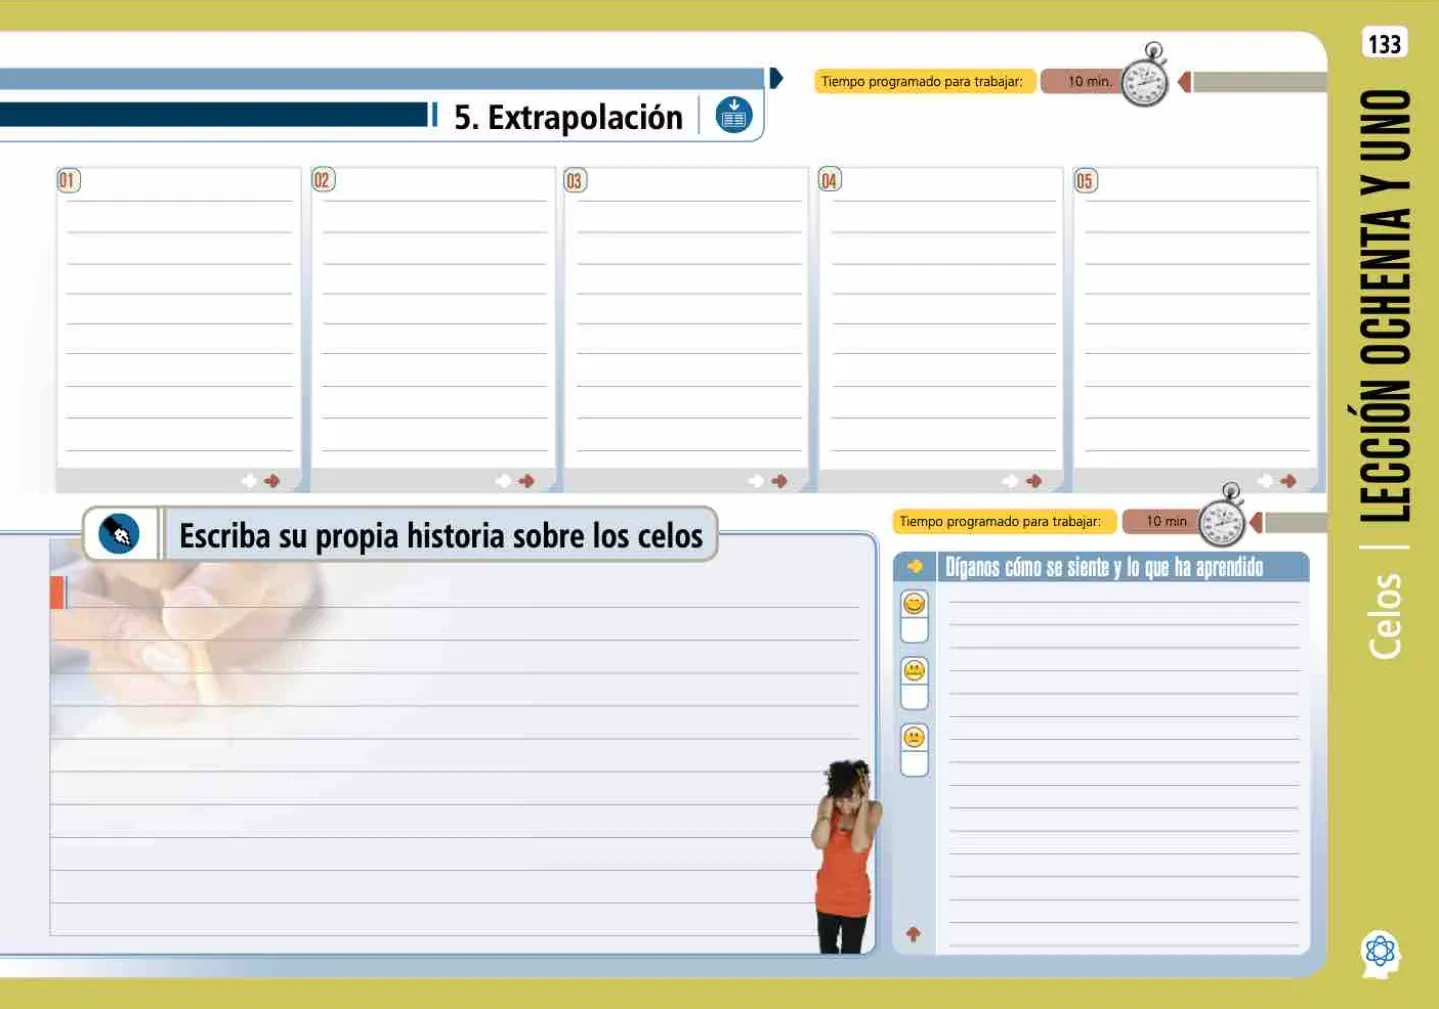 133
Tiempo programado para trabajar:
10 min.
5. Extrapolación
01
02
03
04
05
Escriba su propia historia sobre los celos
Tiempo programado para trabajar:
10 min
Díganos cómo se siente y lo que ha aprendido
Celos | LECCIÓN OCHENTA Y UNO